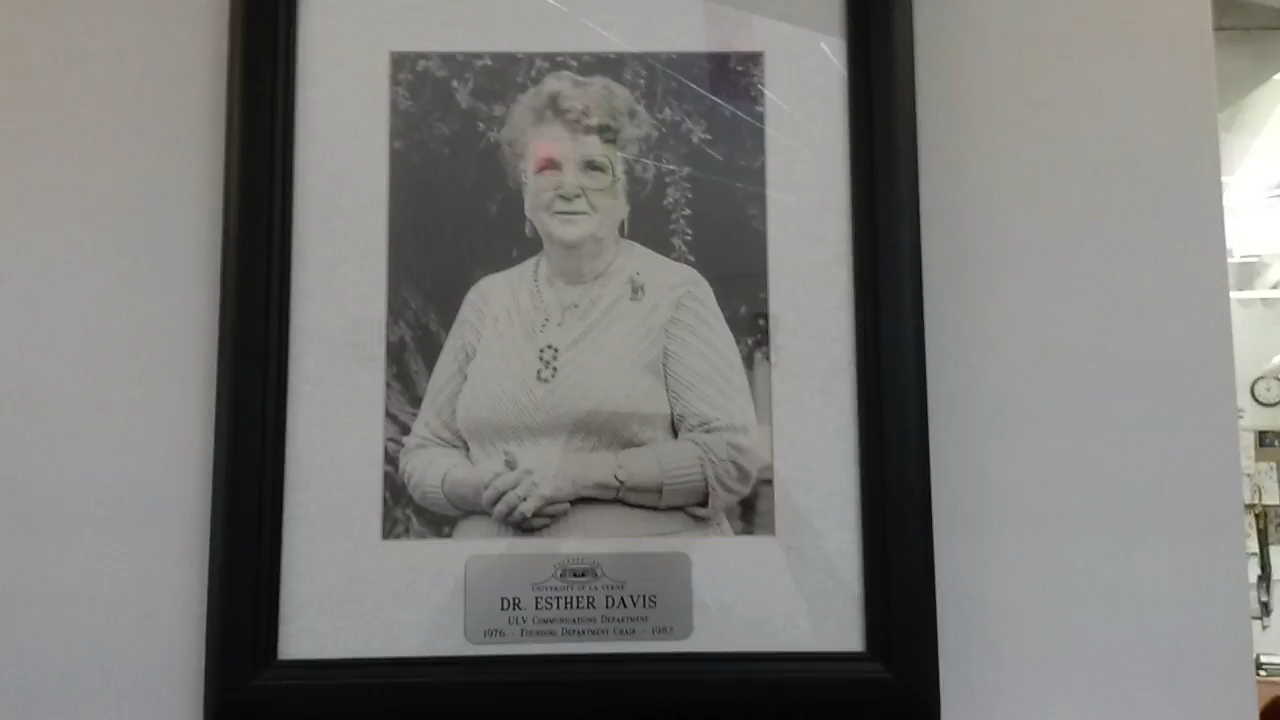 UNIVERSITY OF LA VERNE
DR. ESTHER DAVIS
ULV COMMUNICATIONS DEPARTMENT
1976 - FOUNDING DEPARTMENT CHAIR - 1983